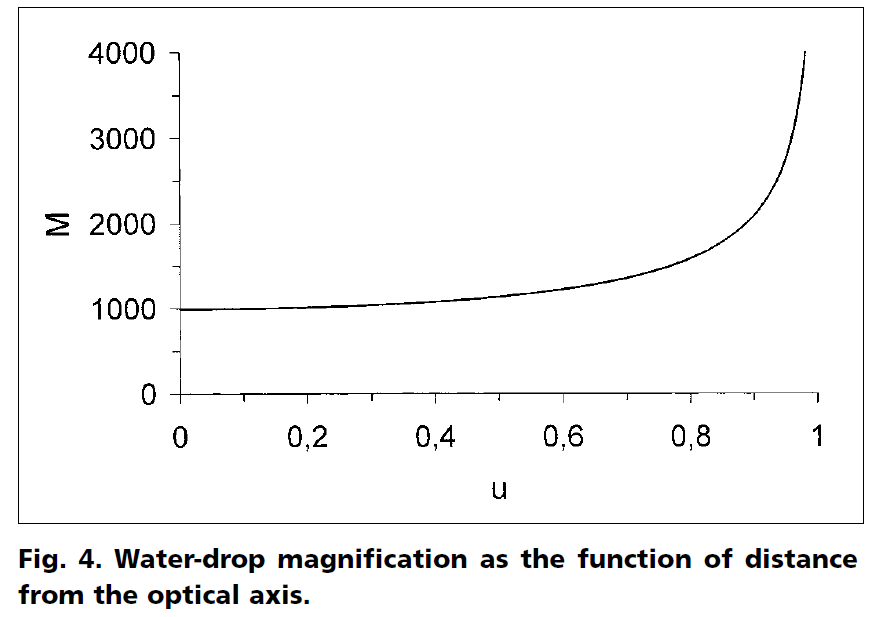 4000
3000
M
2000
1000
0
0 0,2 0,4 0,6 0,8 1
u
Fig. 4. Water-drop magnification as the function of distance
from the optical axis.